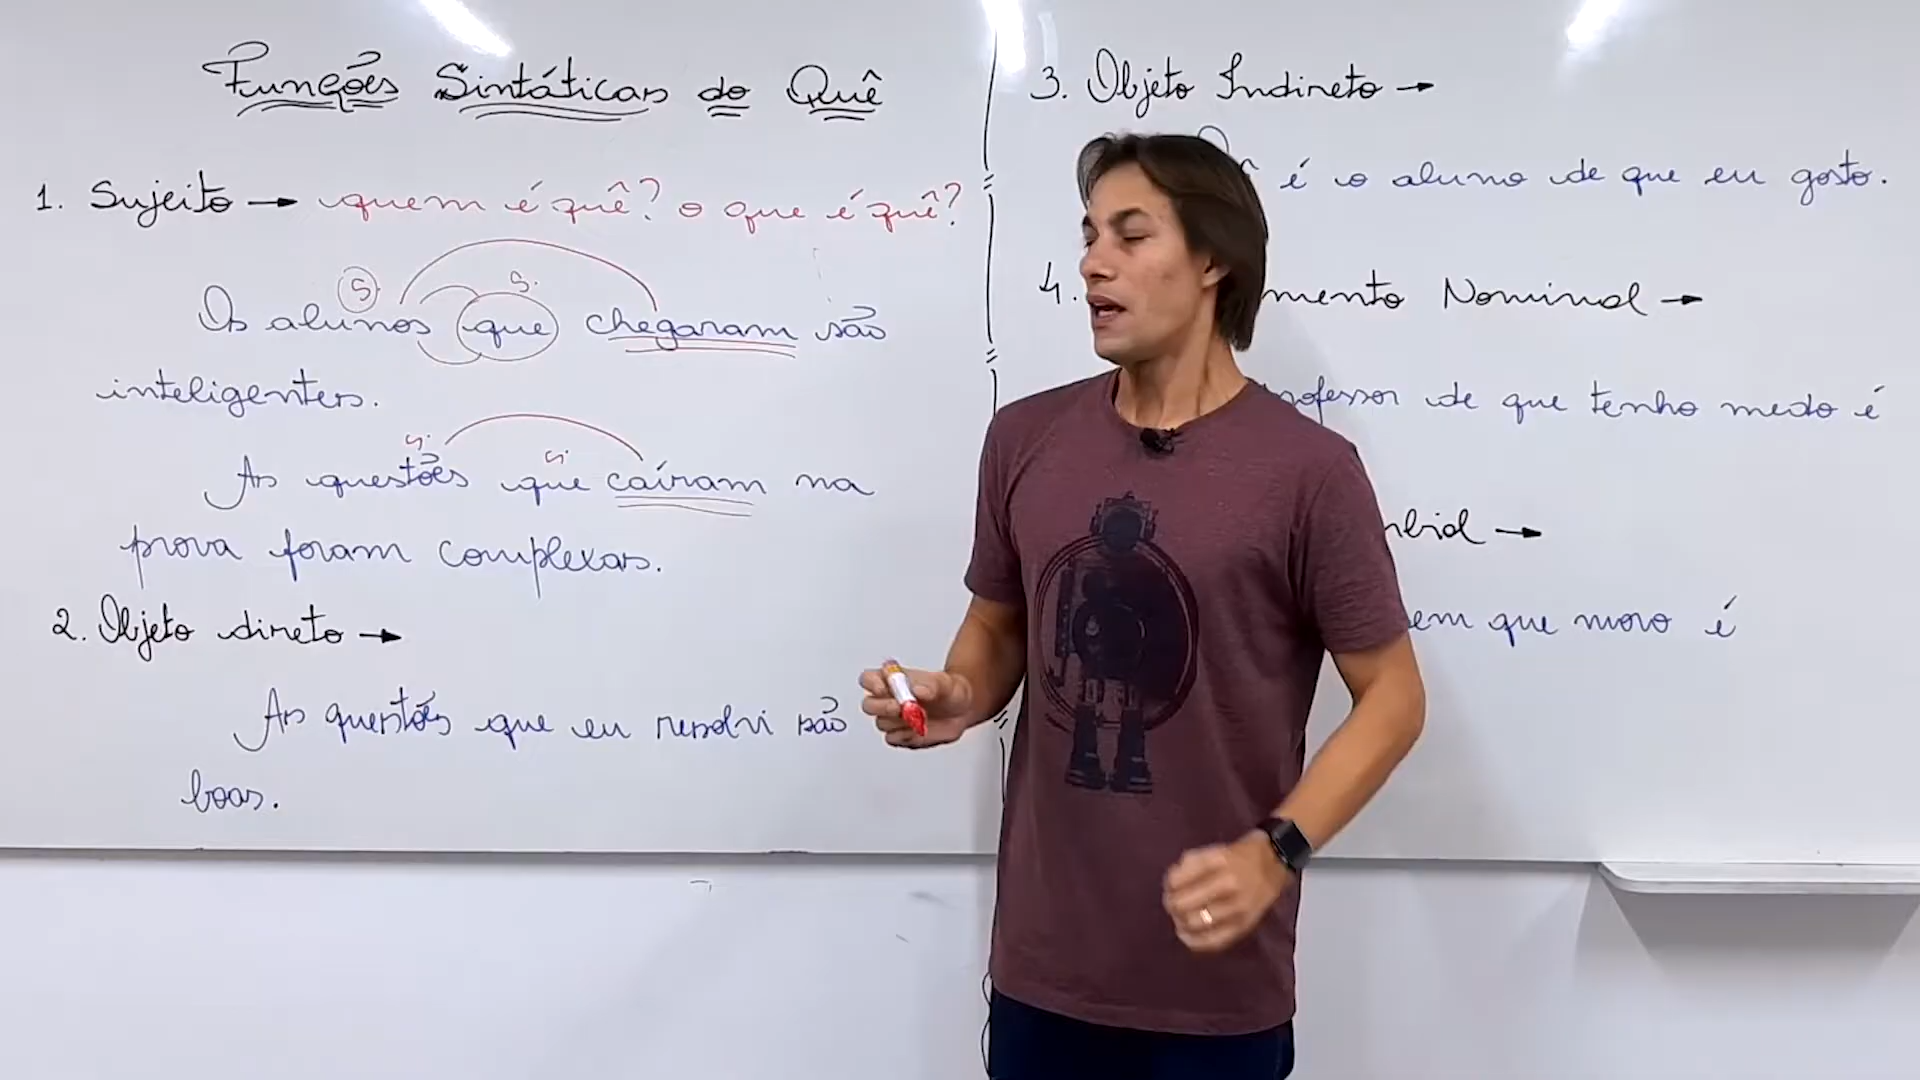 Funções Sintáticas do Quê
1. Sujeito → quem é quê? o que é quê?
S. S.
Os alunos que chegaram são
inteligentes.
S. S.
As questões que caíram na
prova foram complexas.
2. Objeto direto →
As questões que eu resolvi são
boas.
3. Objeto Indireto →
é o aluno de que eu gosto.
4. mento Nominal →
ofessor de que tenho medo é
rbial →
em que moro é